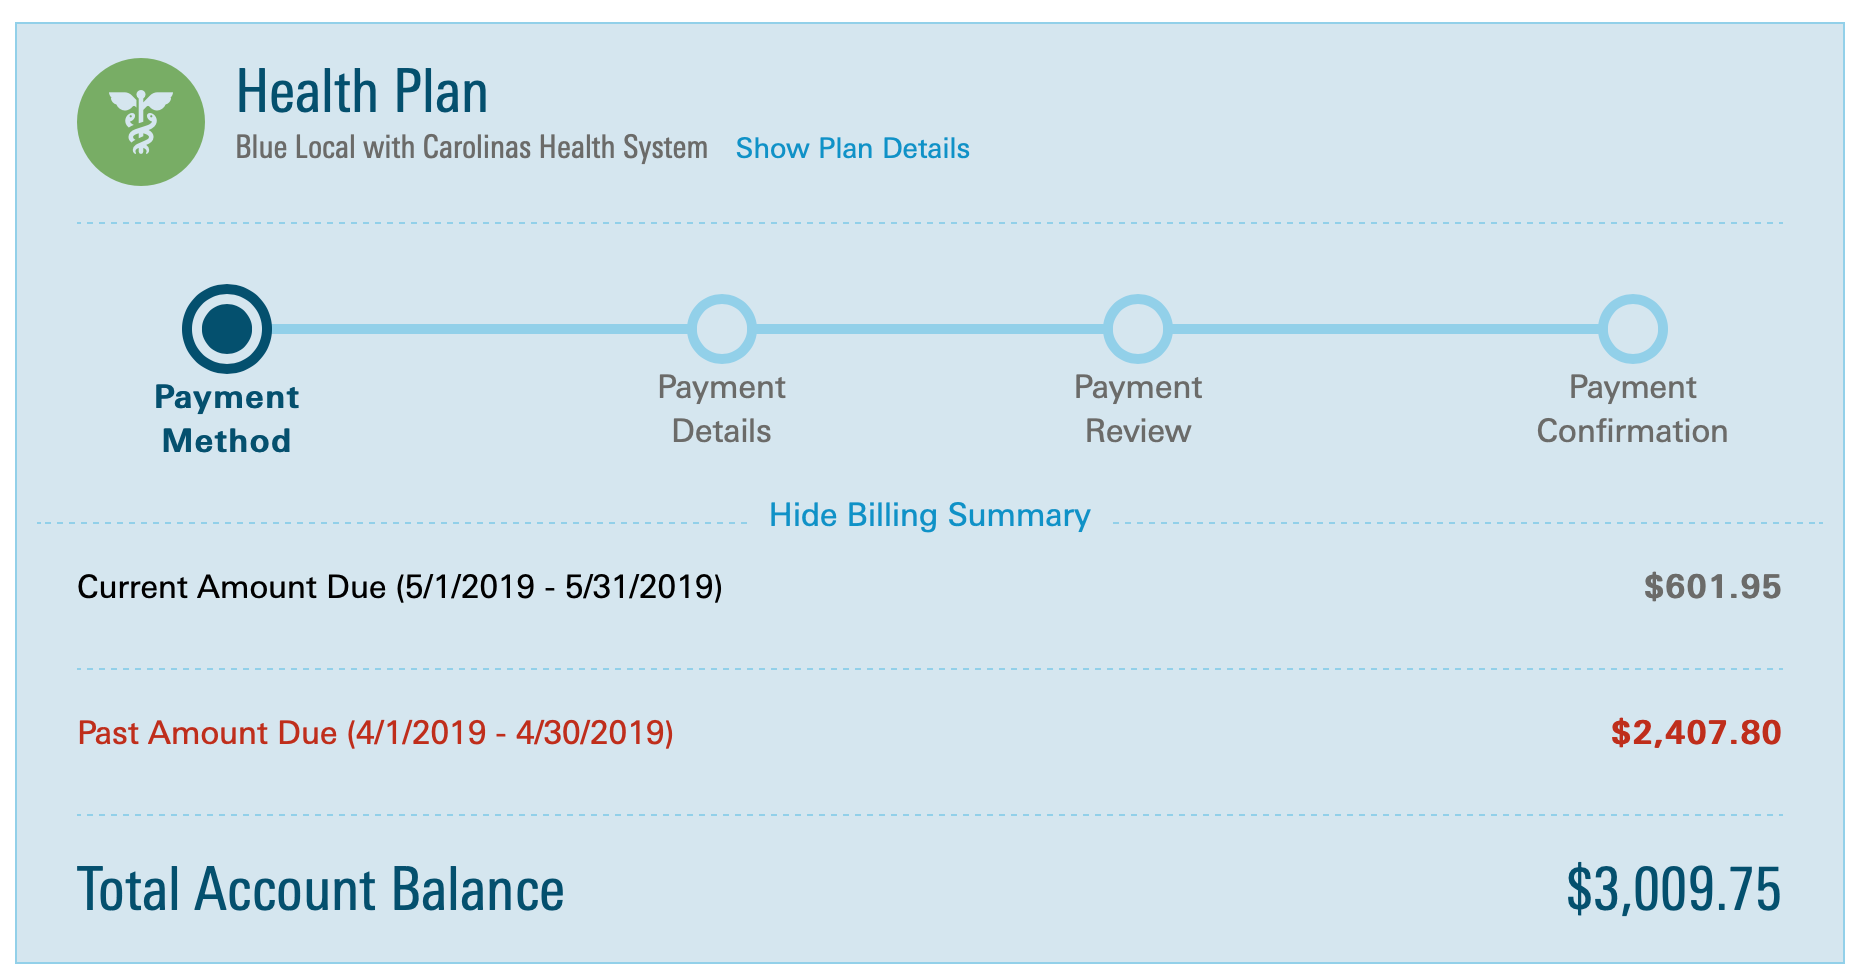 Health Plan
Blue Local with Carolinas Health System Show Plan Details
Payment Method
Payment Details
Payment Review
Payment Confirmation
Hide Billing Summary
Current Amount Due (5/1/2019 - 5/31/2019) $601.95
Past Amount Due (4/1/2019 - 4/30/2019) $2,407.80
Total Account Balance $3,009.75